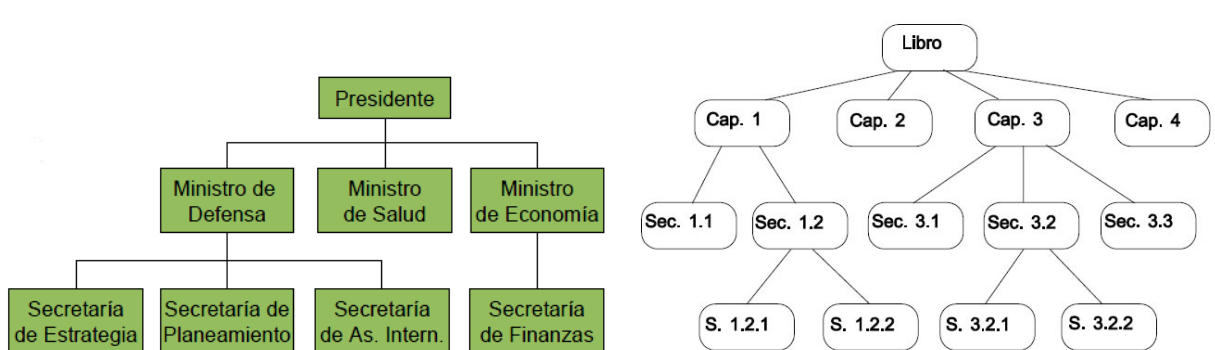 Presidente
Ministro de
Defensa
Ministro
de Salud
Ministro
de Economía
Secretaría
de Estrategia
Secretaría de
Planeamiento
Secretaría
de As. Intern.
Secretaría
de Finanzas
Libro
Cap. 1
Cap. 2
Cap. 3
Cap. 4
Sec. 1.1
Sec. 1.2
Sec. 3.1
Sec. 3.2
Sec. 3.3
S. 1.2.1
S. 1.2.2
S. 3.2.1
S. 3.2.2